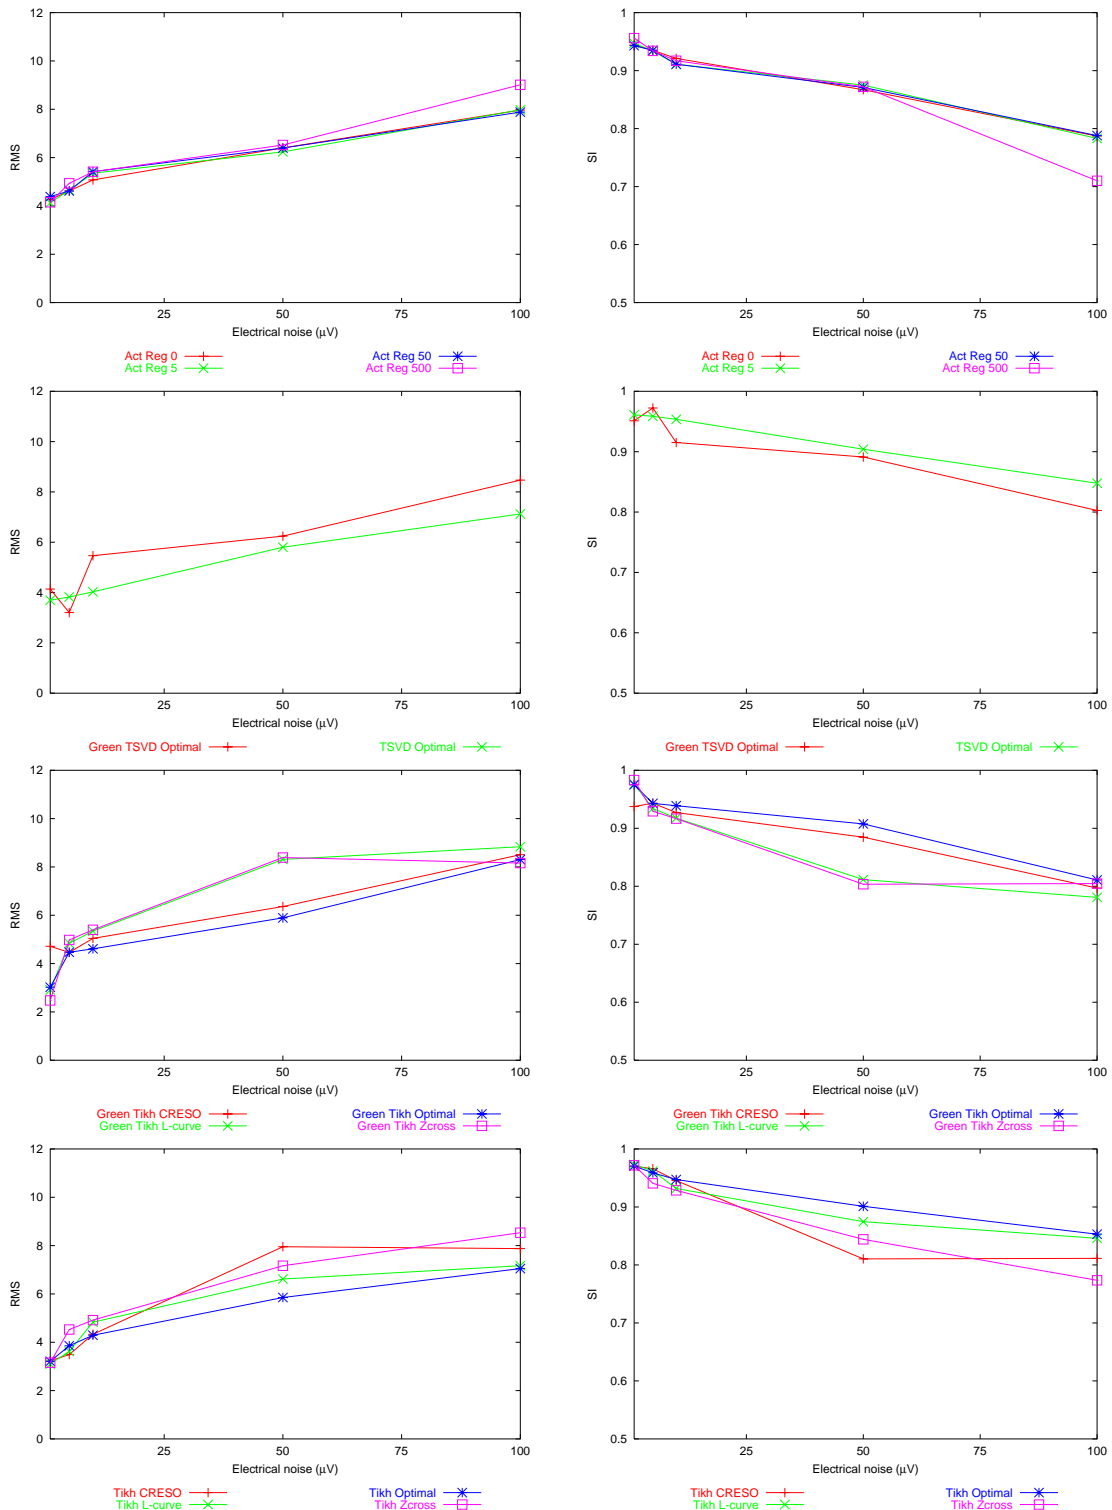 12
10
8
6
4
2
0
RMS
25
50
75
100
Electrical noise (μV)
Act Reg 0
Act Reg 5
Act Reg 50
Act Reg 500
1
0.9
0.8
0.7
0.6
0.5
SI
25
50
75
100
Electrical noise (μV)
Act Reg 0
Act Reg 5
Act Reg 50
Act Reg 500
12
10
8
6
4
2
0
RMS
25
50
75
100
Electrical noise (μV)
Green TSVD Optimal
TSVD Optimal
1
0.9
0.8
0.7
0.6
0.5
SI
25
50
75
100
Electrical noise (μV)
Green TSVD Optimal
TSVD Optimal
12
10
8
6
4
2
0
RMS
25
50
75
100
Electrical noise (μV)
Green Tikh CRESO
Green Tikh L-curve
Green Tikh Optimal
Green Tikh Zcross
1
0.9
0.8
0.7
0.6
0.5
SI
25
50
75
100
Electrical noise (μV)
Green Tikh CRESO
Green Tikh L-curve
Green Tikh Optimal
Green Tikh Zcross
12
10
8
6
4
2
0
RMS
25
50
75
100
Electrical noise (μV)
Tikh CRESO
Tikh L-curve
Tikh Optimal
Tikh Zcross
1
0.9
0.8
0.7
0.6
0.5
SI
25
50
75
100
Electrical noise (μV)
Tikh CRESO
Tikh L-curve
Tikh Optimal
Tikh Zcross